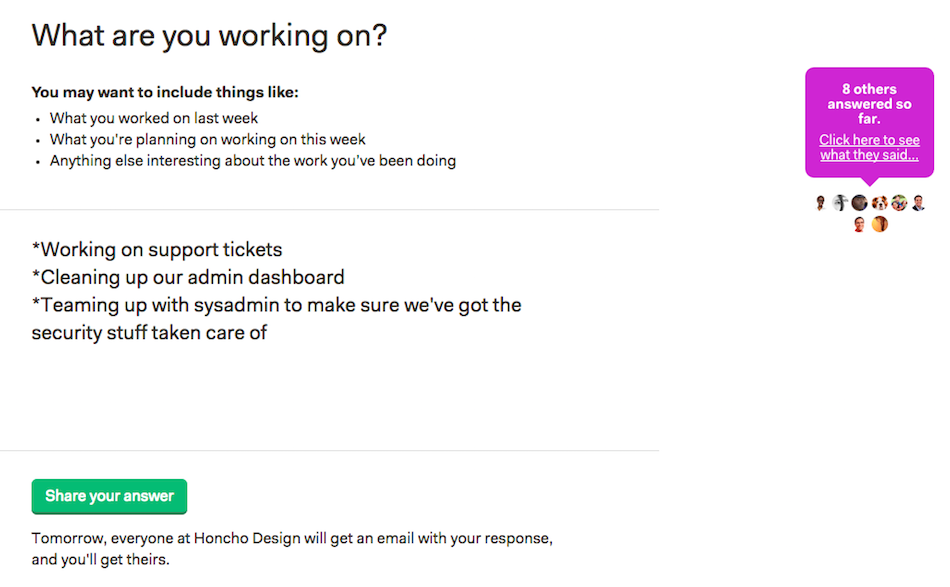 What are you working on?
You may want to include things like:
• What you worked on last week
• What you're planning on working on this week
• Anything else interesting about the work you've been doing
8 others
answered so
far.
Click here to see
what they said...
*Working on support tickets
*Cleaning up our admin dashboard
*Teaming up with sysadmin to make sure we've got the
security stuff taken care of
Share your answer
Tomorrow, everyone at Honcho Design will get an email with your response,
and you'll get theirs.